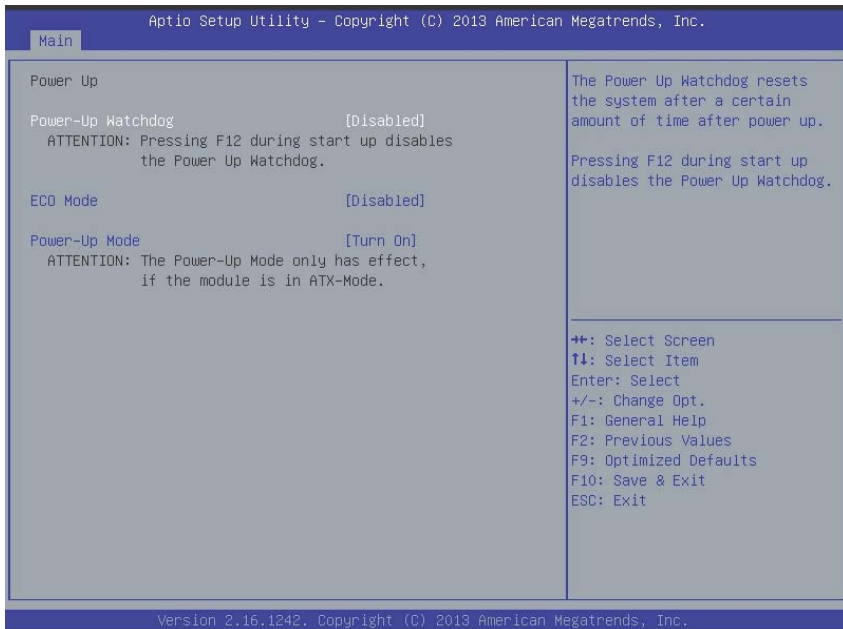 Aptio Setup Utility – Copyright (C) 2013 American Megatrends, Inc.
Main
Power Up
Power-Up Watchdog [Disabled]
ATTENTION: Pressing F12 during start up disables
the Power Up Watchdog.
ECO Mode [Disabled]
Power-Up Mode [Turn On]
ATTENTION: The Power-Up Mode only has effect,
if the module is in ATX-Mode.
The Power Up Watchdog resets
the system after a certain
amount of time after power up.
Pressing F12 during start up
disables the Power Up Watchdog.
→←: Select Screen
↑↓: Select Item
Enter: Select
+/-: Change Opt.
F1: General Help
F2: Previous Values
F9: Optimized Defaults
F10: Save & Exit
ESC: Exit
Version 2.16.1242. Copyright (C) 2013 American Megatrends, Inc.